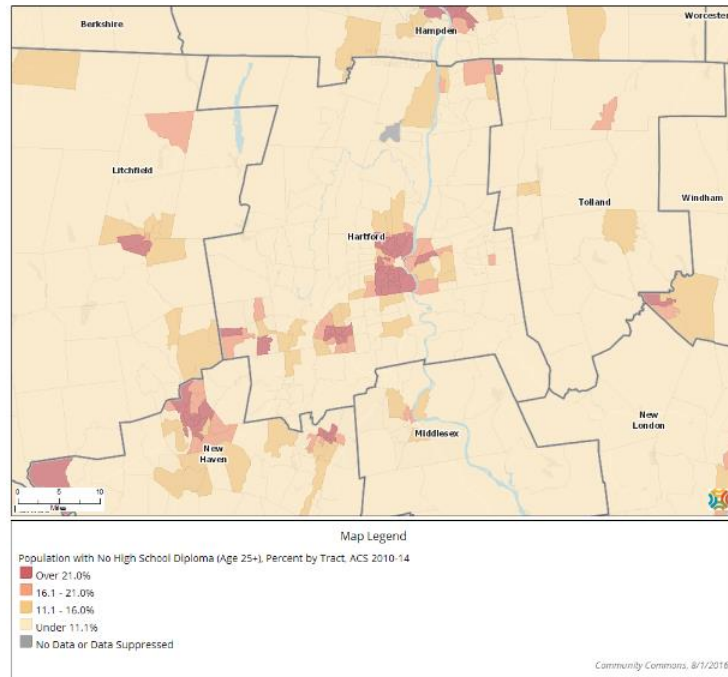 Berkshire
Worcester
Hampden
Litchfield
Tolland
Windham
Hartford
New
London
Middlesex
New
Haven
0 5 10
Miles
Map Legend
Population with No High School Diploma (Age 25+), Percent by Tract, ACS 2010-14
Over 21.0%
16.1 - 21.0%
11.1 - 16.0%
Under 11.1%
No Data or Data Suppressed
Community Commons, 8/1/2016